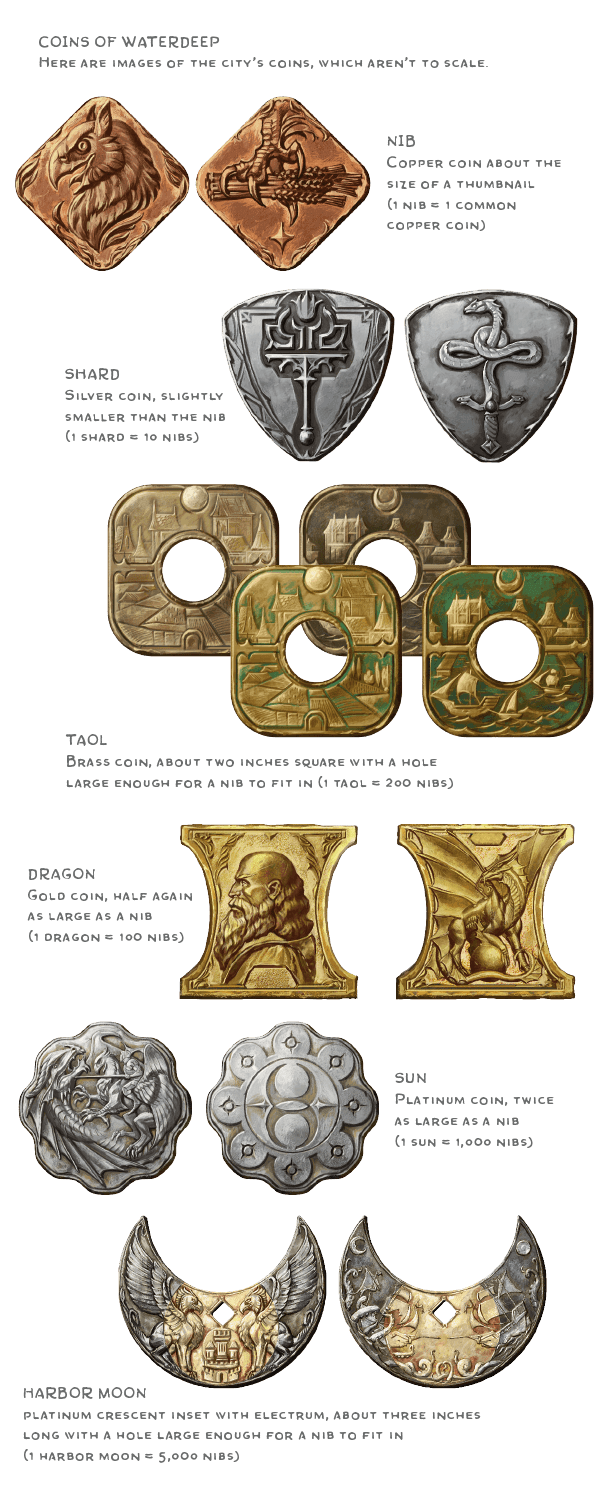 COINS OF WATERDEEP
HERE ARE IMAGES OF THE CITY'S COINS, WHICH AREN'T TO SCALE.
NIB
COPPER COIN ABOUT THE
SIZE OF A THUMBNAIL
(1 NIB = 1 COMMON
COPPER COIN)
SHARD
SILVER COIN, SLIGHTLY
SMALLER THAN THE NIB
(1 SHARD = 10 NIBS)
TAOL
BRASS COIN, ABOUT TWO INCHES SQUARE WITH A HOLE
LARGE ENOUGH FOR A NIB TO FIT IN (1 TAOL = 200 NIBS)
DRAGON
GOLD COIN, HALF AGAIN
AS LARGE AS A NIB
(1 DRAGON = 100 NIBS)
SUN
PLATINUM COIN, TWICE
AS LARGE AS A NIB
(1 SUN = 1,000 NIBS)
HARBOR MOON
PLATINUM CRESCENT INSET WITH ELECTRUM, ABOUT THREE INCHES
LONG WITH A HOLE LARGE ENOUGH FOR A NIB TO FIT IN
(1 HARBOR MOON = 5,000 NIBS)